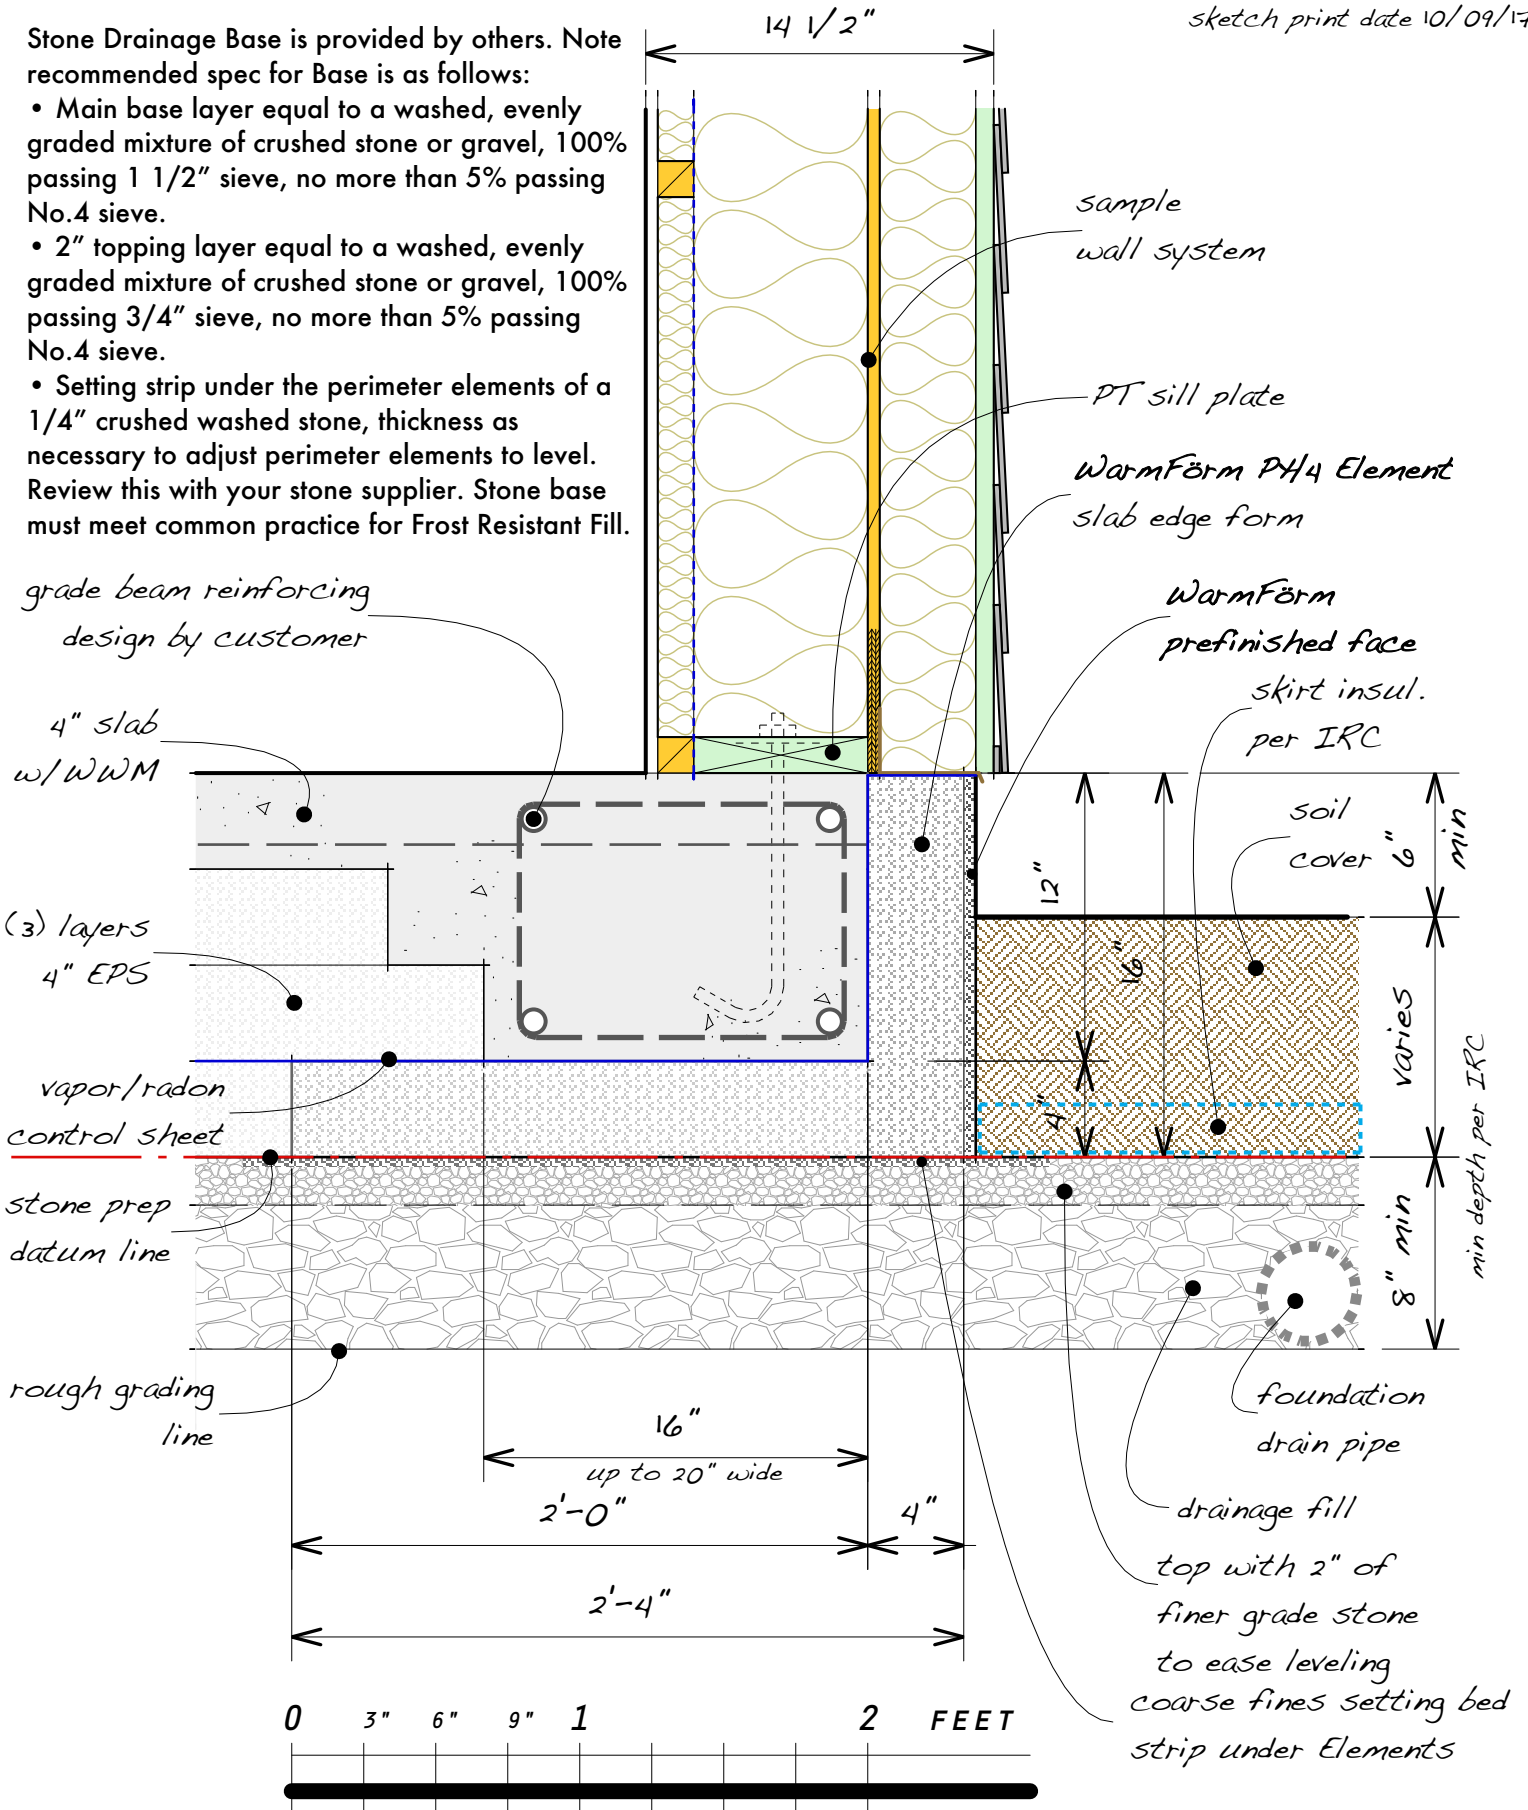 sketch print date 10/09/17
14 1/2"
Stone Drainage Base is provided by others. Note
recommended spec for Base is as follows:
• Main base layer equal to a washed, evenly
graded mixture of crushed stone or gravel, 100%
passing 1 1/2" sieve, no more than 5% passing
No.4 sieve.
• 2" topping layer equal to a washed, evenly
graded mixture of crushed stone or gravel, 100%
passing 3/4" sieve, no more than 5% passing
No.4 sieve.
• Setting strip under the perimeter elements of a
1/4" crushed washed stone, thickness as
necessary to adjust perimeter elements to level.
Review this with your stone supplier. Stone base
must meet common practice for Frost Resistant Fill.
sample
wall system
PT sill plate
WarmFörm PH4 Element
slab edge form
WarmFörm
prefinished face
skirt insul.
per IRC
grade beam reinforcing
design by customer
4" slab
w/WWM
soil
cover
6"
min
12"
16"
4"
(3) layers
4" EPS
varies
min depth per IRC
8" min
vapor/radon
control sheet
stone prep
datum line
rough grading
line
foundation
drain pipe
drainage fill
top with 2" of
finer grade stone
to ease leveling
coarse fines setting bed
strip under Elements
16"
up to 20" wide
2'-0"
4"
2'-4"
0 3" 6" 9" 1 2 FEET